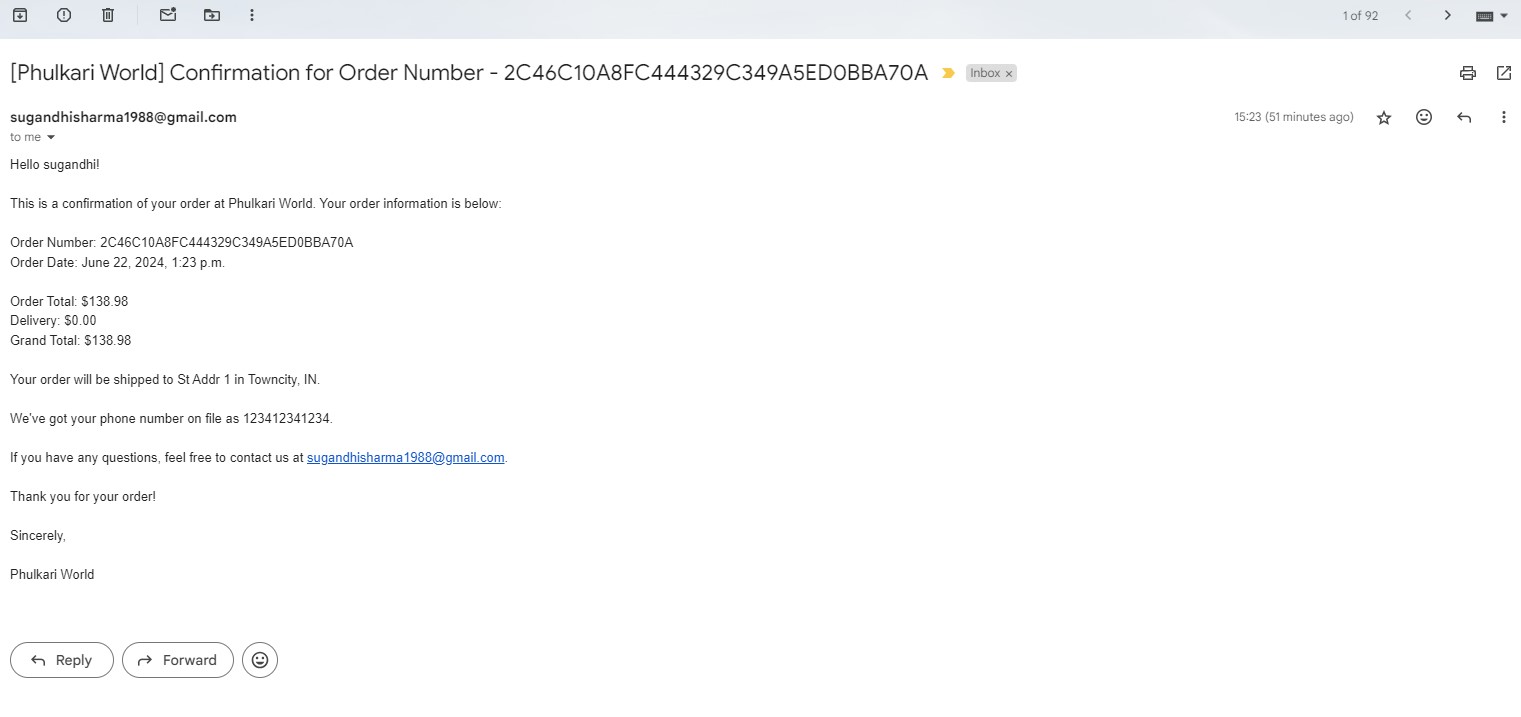 1 of 92
[Phulkari World] Confirmation for Order Number - 2C46C10A8FC444329C349A5ED0BBA70A Inbox ×
sugandhisharma1988@gmail.com 15:23 (51 minutes ago)
to me
Hello sugandhi!
This is a confirmation of your order at Phulkari World. Your order information is below:
Order Number: 2C46C10A8FC444329C349A5ED0BBA70A
Order Date: June 22, 2024, 1:23 p.m.
Order Total: $138.98
Delivery: $0.00
Grand Total: $138.98
Your order will be shipped to St Addr 1 in Towncity, IN.
We've got your phone number on file as 123412341234.
If you have any questions, feel free to contact us at sugandhisharma1988@gmail.com.
Thank you for your order!
Sincerely,
Phulkari World
Reply Forward